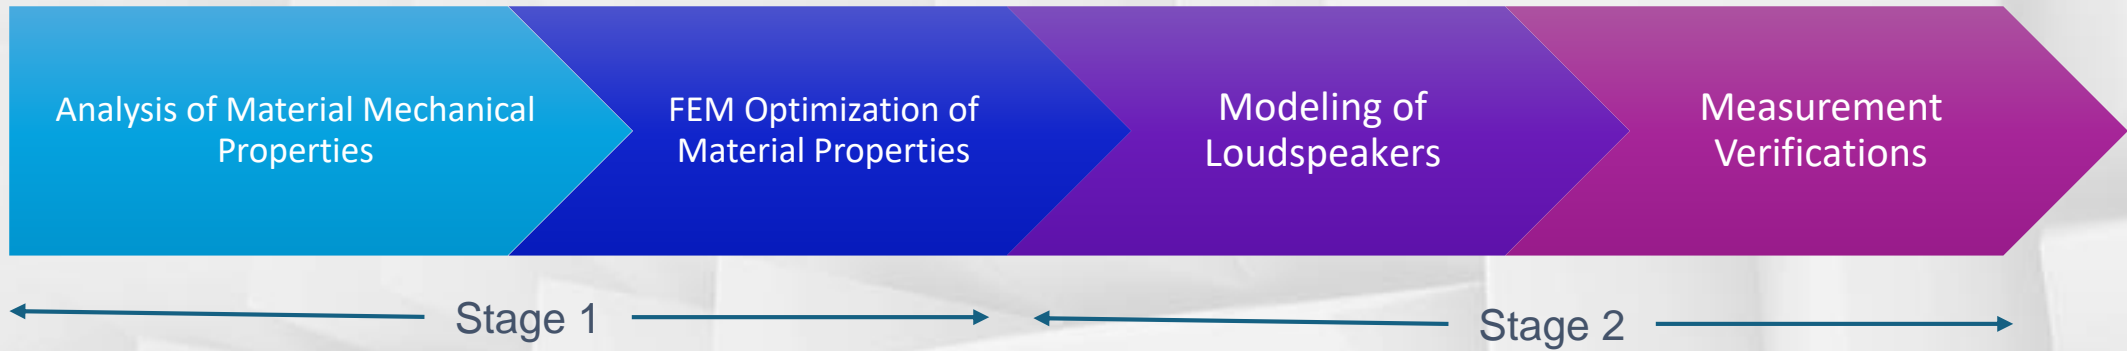 Analysis of Material Mechanical
Properties
FEM Optimization of
Material Properties
Modeling of
Loudspeakers
Measurement
Verifications
Stage 1
Stage 2